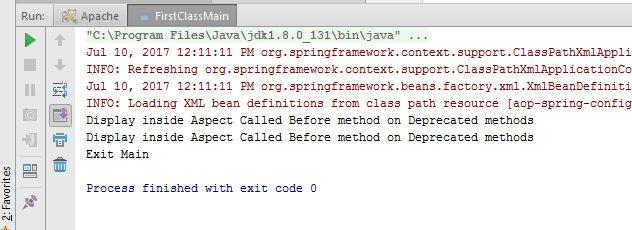 Run: Apache FirstClassMain
"C:\Program Files\Java\jdk1.8.0_131\bin\java" ...
Jul 10, 2017 12:11:11 PM org.springframework.context.support.ClassPathXmlAppli
INFO: Refreshing org.springframework.context.support.ClassPathXmlApplicationCo
Jul 10, 2017 12:11:11 PM org.springframework.beans.factory.xml.XmlBeanDefiniti
INFO: Loading XML bean definitions from class path resource [aop-spring-config
Display inside Aspect Called Before method on Deprecated methods
Display inside Aspect Called Before method on Deprecated methods
Exit Main
Process finished with exit code 0
2: Favorites